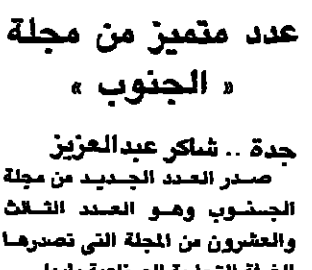 عدد متميز من مجلة
« الجنوب »
جدة .. شاكر عبدالعزيز
صدر العدد الجديد من مجلة
الجنوب وهو العدد الثالث
والعشرون من المجلة التى تصدرها